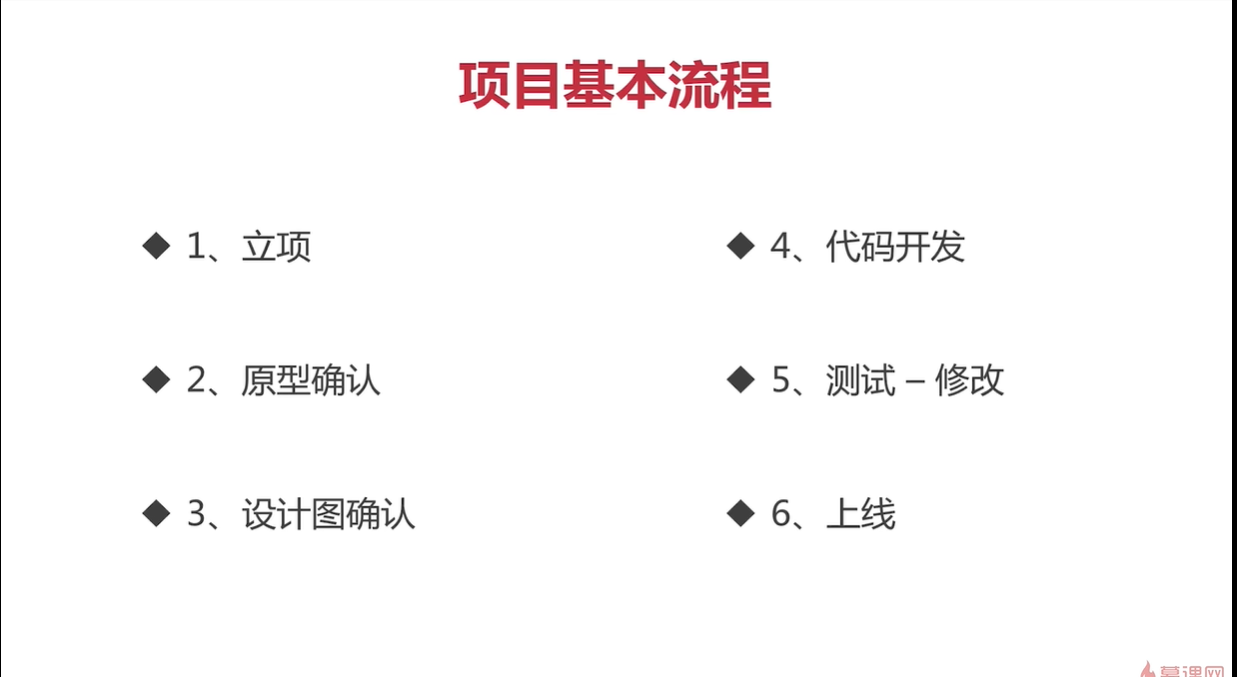 项目基本流程
◆ 1、立项
◆ 2、原型确认
◆ 3、设计图确认
◆ 4、代码开发
◆ 5、测试 – 修改
◆ 6、上线
慕课网